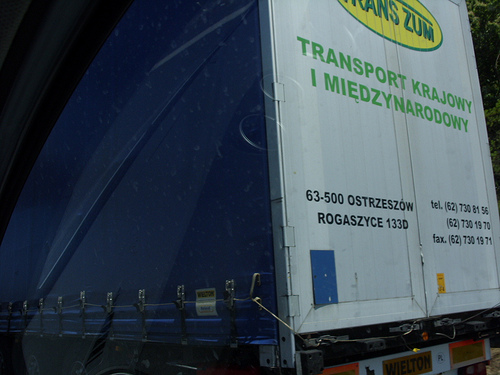 TRANS ZUM
TRANSPORT KRAJOWY
I MIĘDZYNARODOWY
63-500 OSTRZESZÓW
ROGASZYCE 133D
tel. (62) 730 81 56
(62) 730 19 70
fax. (62) 730 19 71
WIELTON
PL